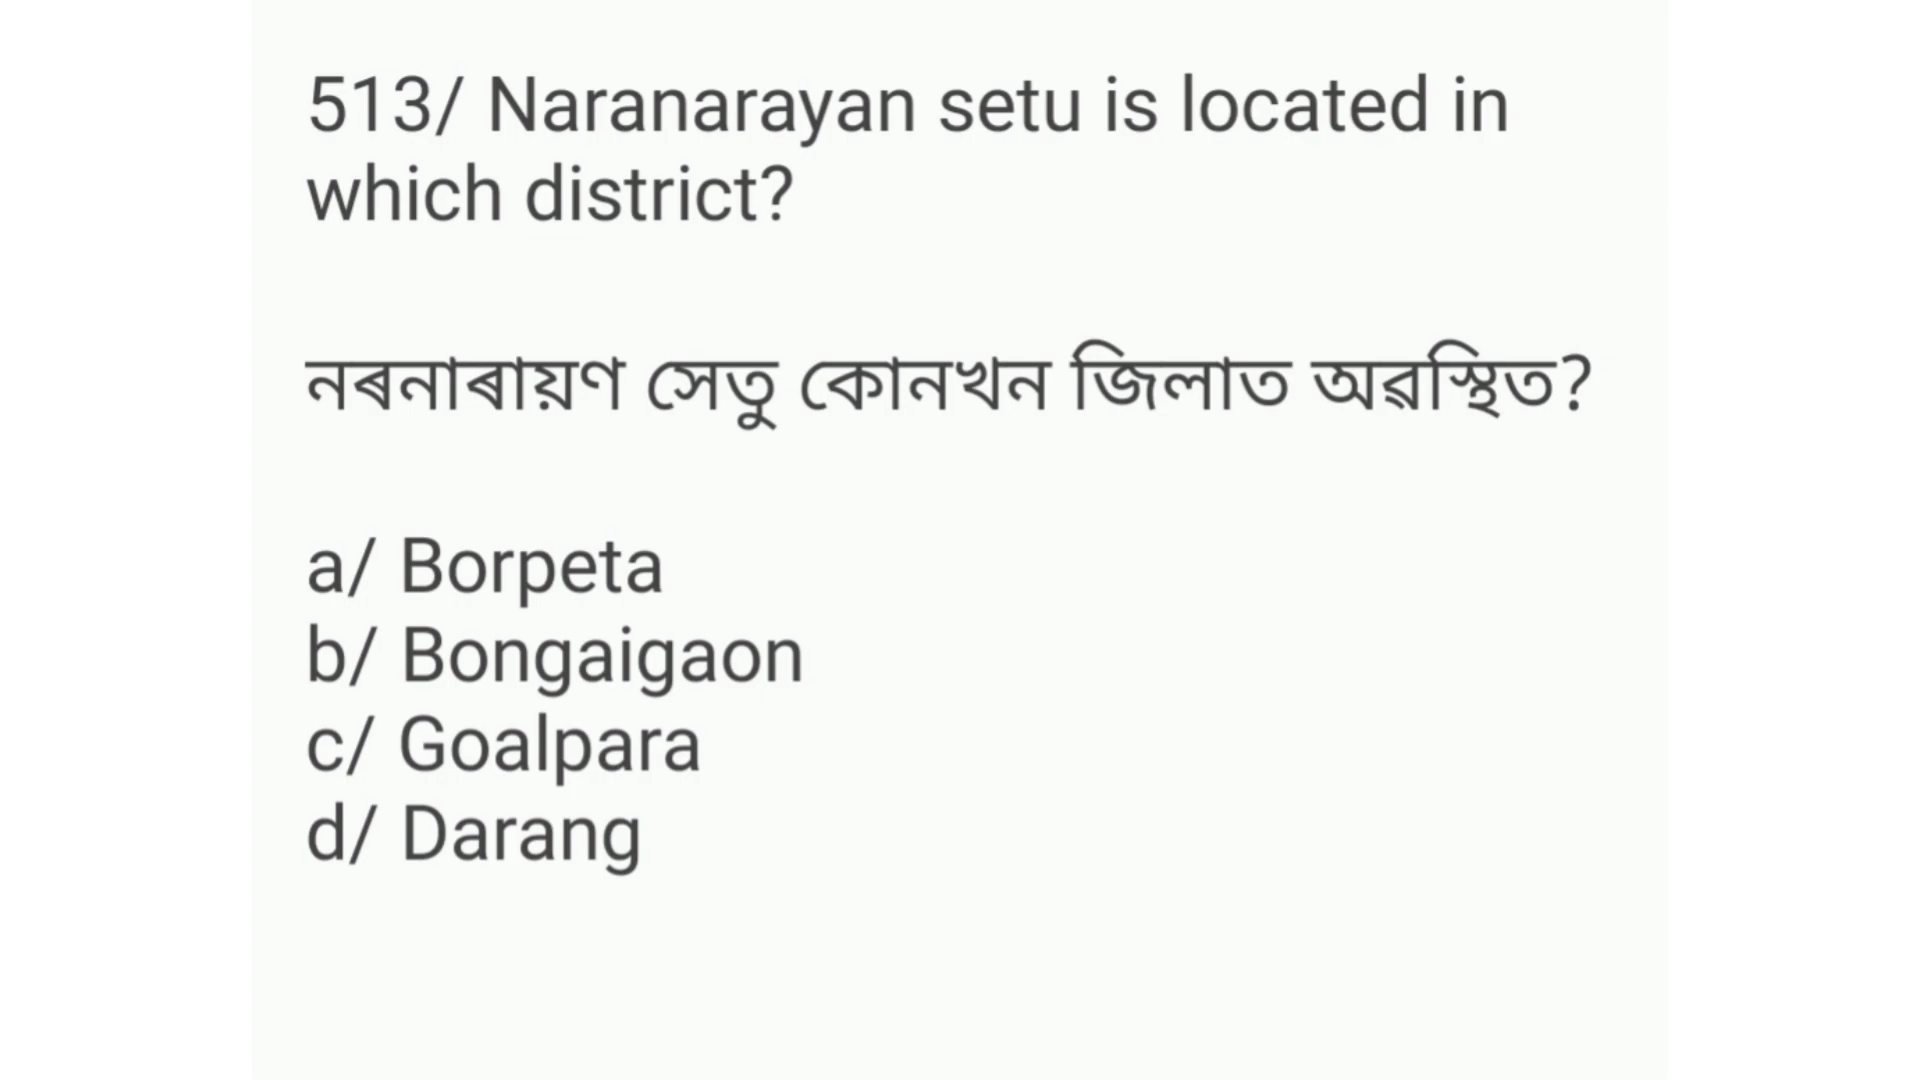 513/ Naranarayan setu is located in
which district?
নৰনাৰায়ণ সেতু কোনখন জিলাত অৱস্থিত?
a/ Borpeta
b/ Bongaigaon
c/ Goalpara
d/ Darang